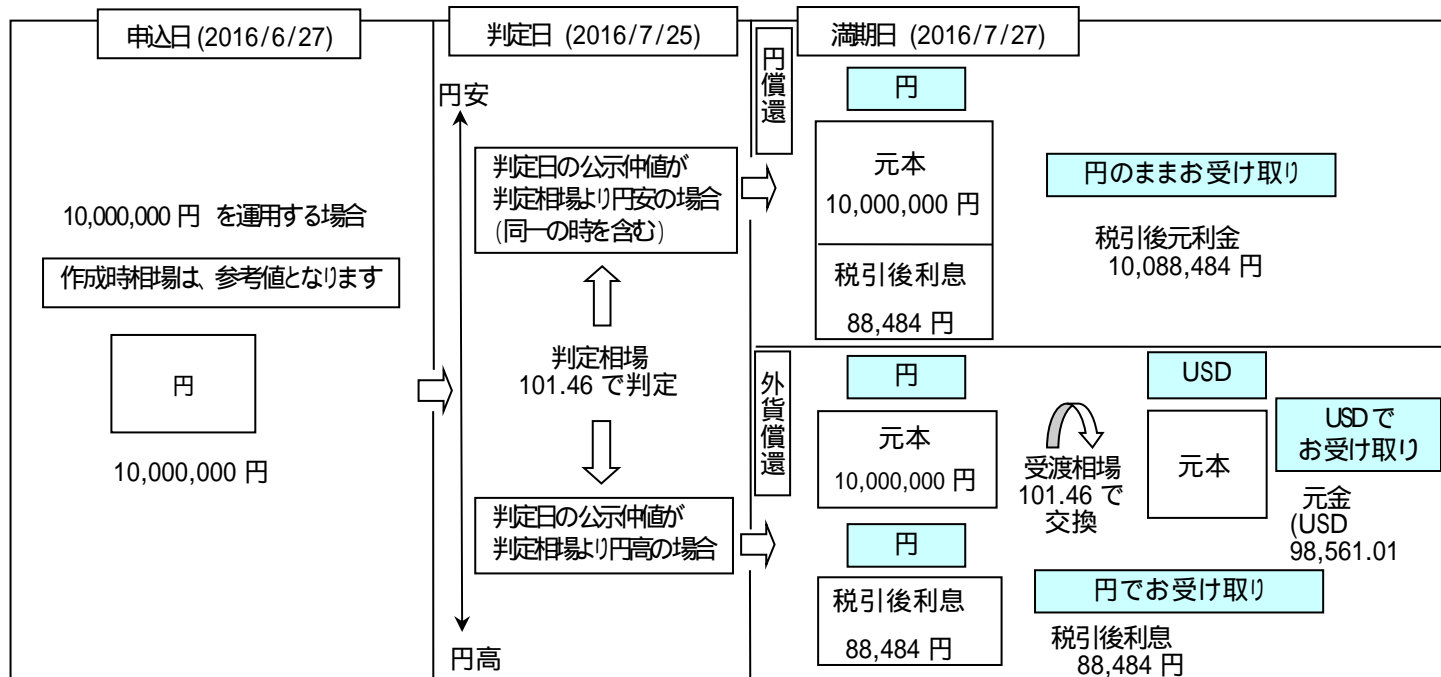 申込日 (2016/6/27)
10,000,000 円 を運用する場合
作成時相場は、参考値となります
円
10,000,000 円
判定日 (2016/7/25)
円安
判定日の公示仲値が
判定相場より円安の場合
(同一の時を含む)
判定相場
101.46 で判定
判定日の公示仲値が
判定相場より円高の場合
円高
満期日 (2016/7/27)
円償還
円
元本
10,000,000 円
税引後利息
88,484 円
円のままお受け取り
税引後元利金
10,088,484 円
外貨償還
円
元本
10,000,000 円
受渡相場
101.46 で
交換
USD
元本
USD で
お受け取り
元金
(USD
98,561.01
円
税引後利息
88,484 円
円でお受け取り
税引後利息
88,484 円